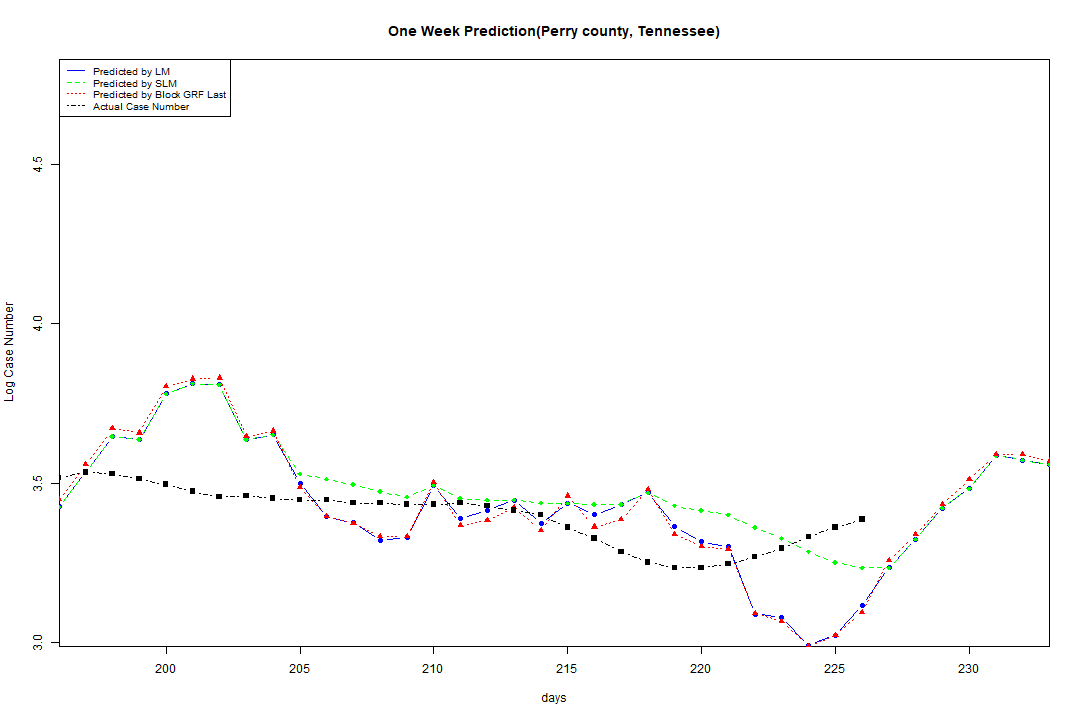 One Week Prediction(Perry county, Tennessee)
Predicted by LM
Predicted by SLM
Predicted by Block GRF Last
Actual Case Number
4.5
4.0
3.5
3.0
Log Case Number
200 205 210 215 220 225 230
days